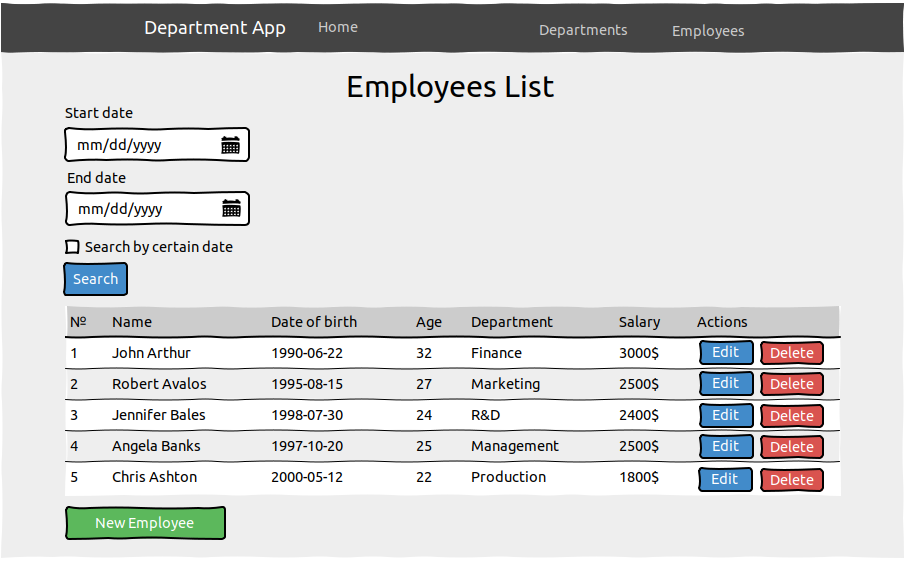 Department App Home Departments Employees
Employees List
Start date
mm/dd/yyyy
End date
mm/dd/yyyy
Search by certain date
Search
Nº Name Date of birth Age Department Salary Actions
1 John Arthur 1990-06-22 32 Finance 3000$ Edit Delete
2 Robert Avalos 1995-08-15 27 Marketing 2500$ Edit Delete
3 Jennifer Bales 1998-07-30 24 R&D 2400$ Edit Delete
4 Angela Banks 1997-10-20 25 Management 2500$ Edit Delete
5 Chris Ashton 2000-05-12 22 Production 1800$ Edit Delete
New Employee